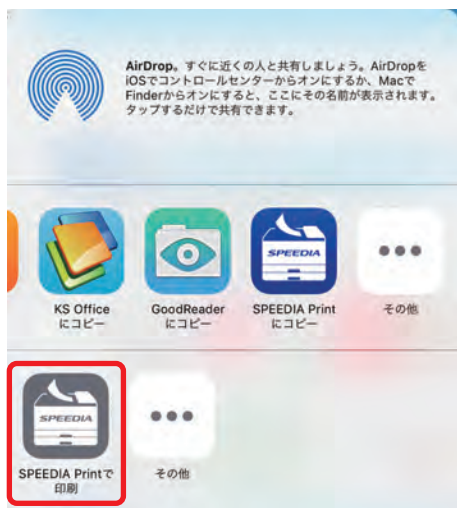 AirDrop。すぐに近くの人と共有しましょう。AirDropを
iOSでコントロールセンターからオンにするか、Macで
Finderからオンにすると、ここにその名前が表示されます。
タップするだけで共有できます。
SPEEDIA
KS Office
にコピー
GoodReader
にコピー
SPEEDIA Print
にコピー
その他
SPEEDIA
SPEEDIA Printで
印刷
その他